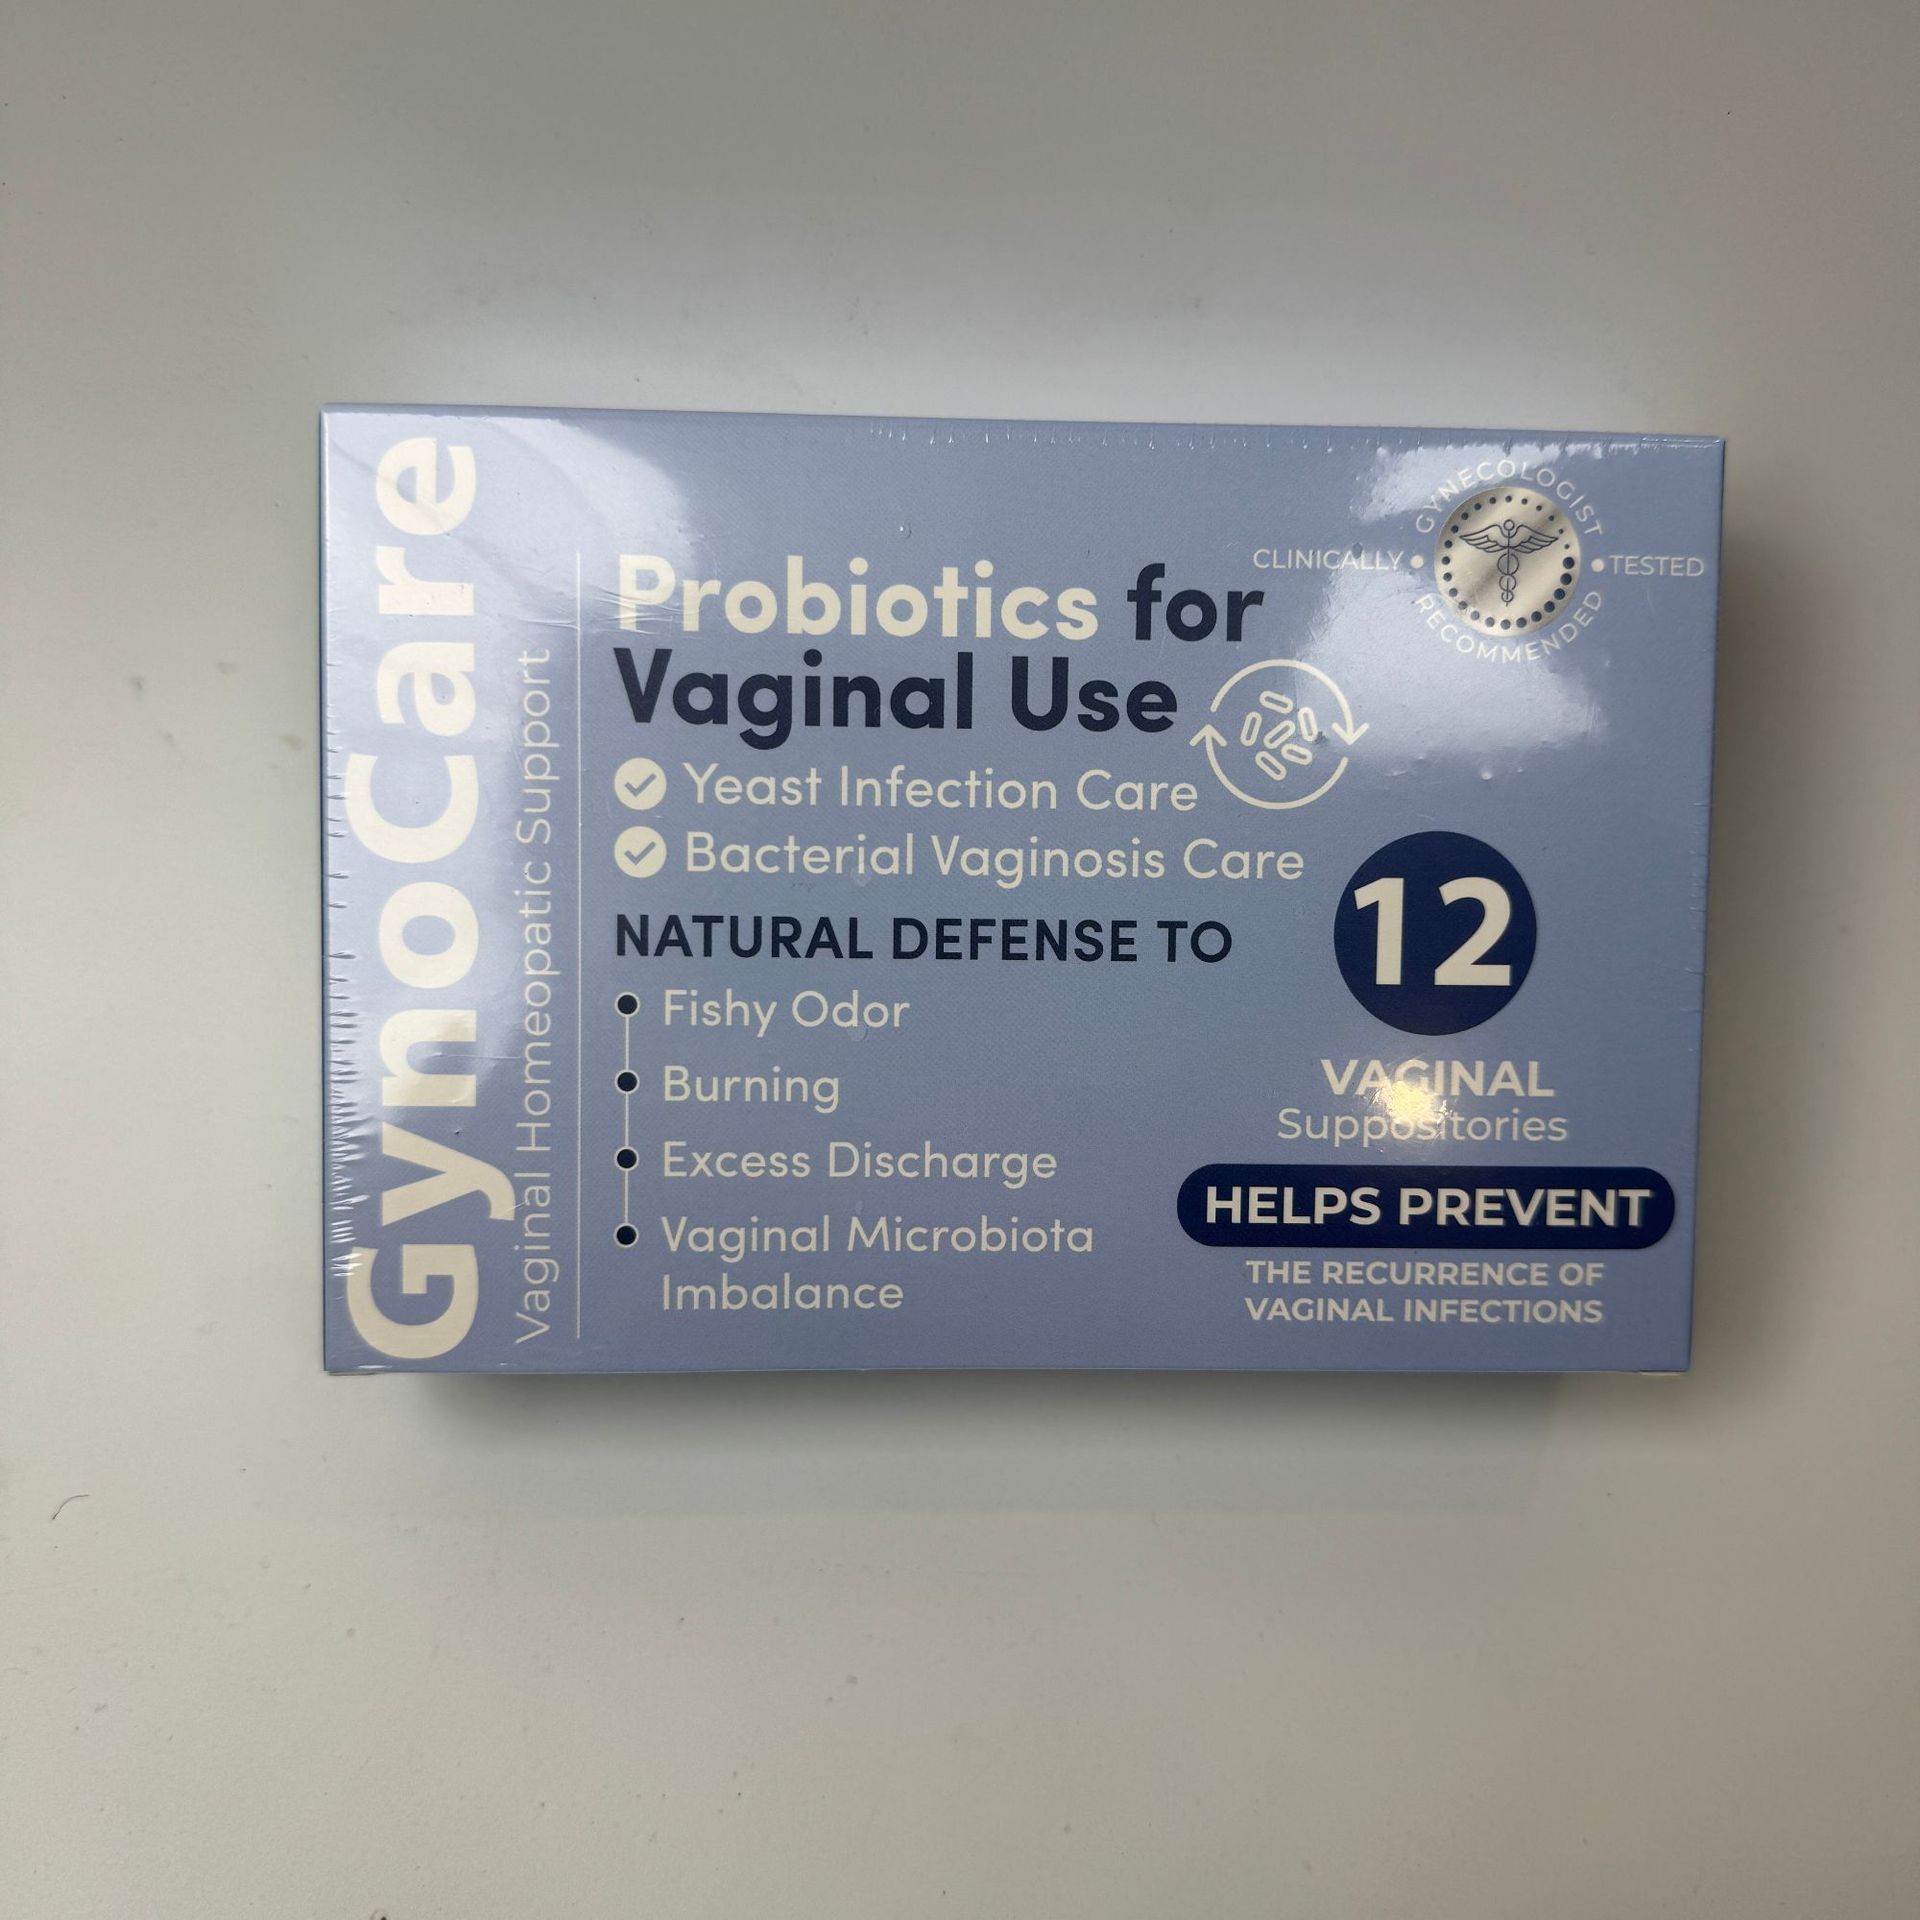 GynoCare
Vaginal Homeopatic Support
Probiotics for
Vaginal Use
Yeast Infection Care
Bacterial Vaginosis Care
NATURAL DEFENSE TO
Fishy Odor
Burning
Excess Discharge
Vaginal Microbiota
Imbalance
GYNECOLOGIST
CLINICALLY • • TESTED
RECOMMENDED
12
VAGINAL
Suppositories
HELPS PREVENT
THE RECURRENCE OF
VAGINAL INFECTIONS